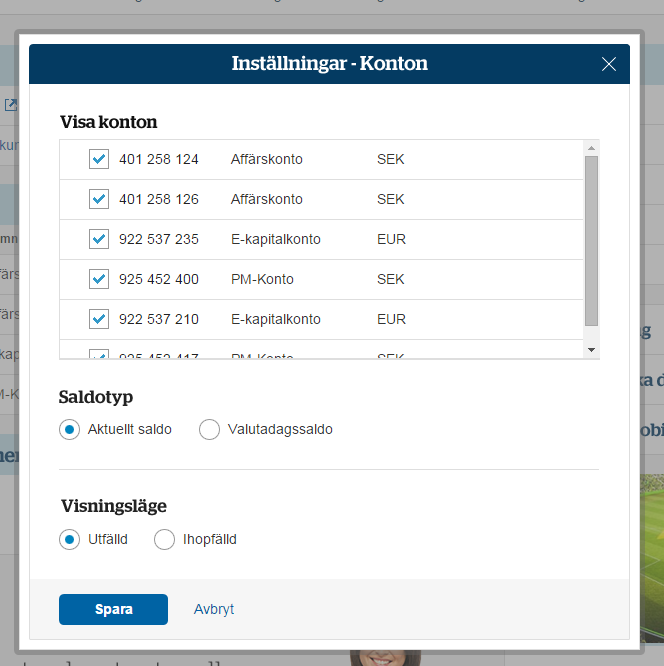 Inställningar - Konton
Visa konton
401 258 124 Affärskonto SEK
401 258 126 Affärskonto SEK
922 537 235 E-kapitalkonto EUR
925 452 400 PM-Konto SEK
922 537 210 E-kapitalkonto EUR
925 452 417 PM-Konto SEK
Saldotyp
Aktuellt saldo Valutadagssaldo
Visningsläge
Utfälld Ihopfälld
Spara Avbryt